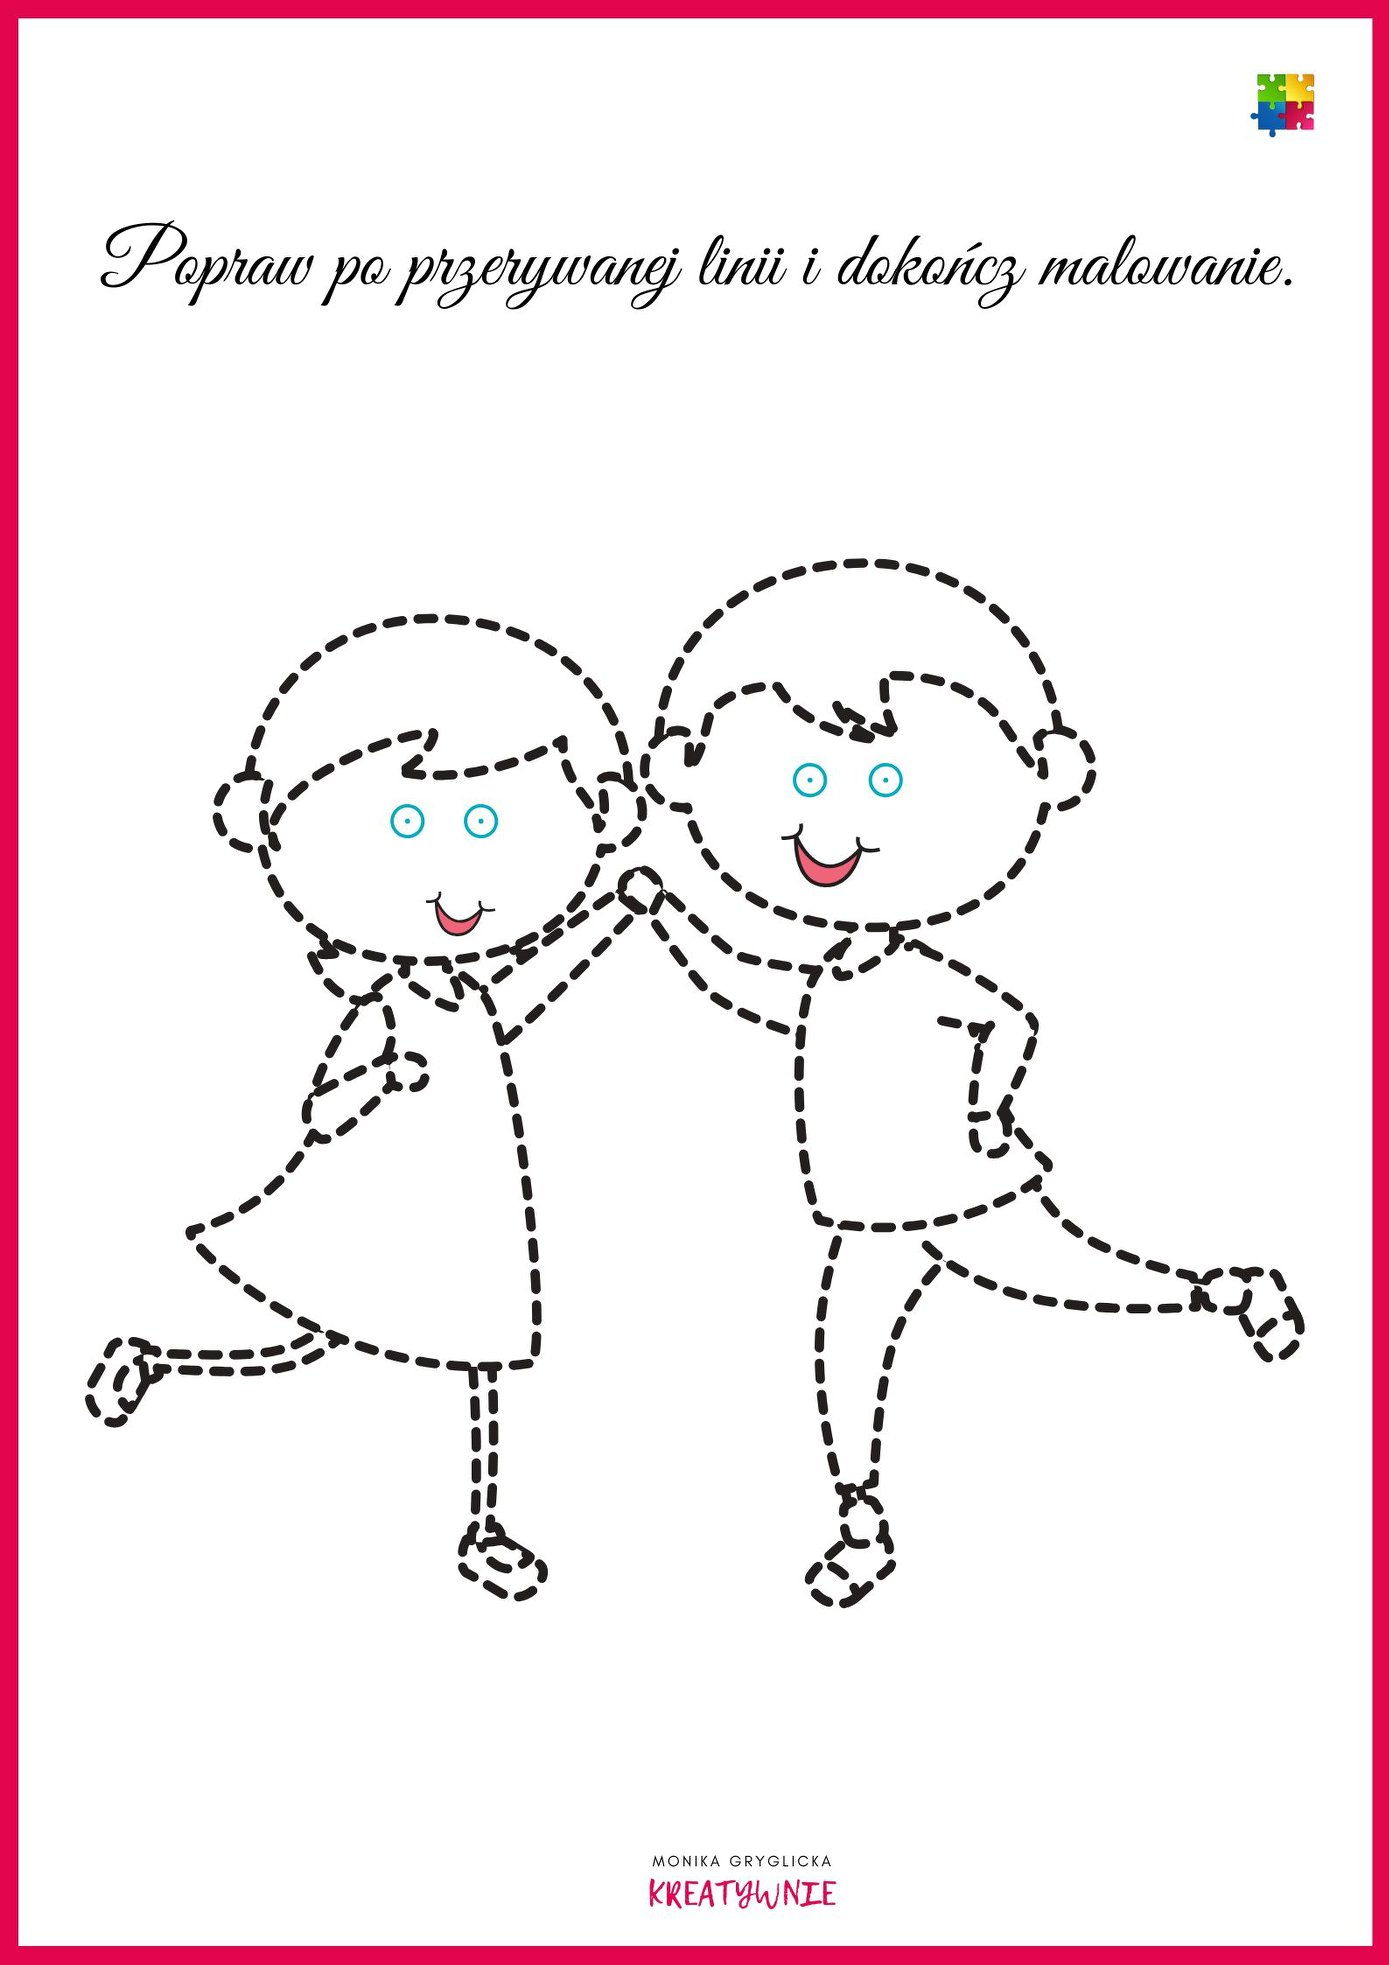 Popraw po przerywanej linii i dokończ malowanie.
MONIKA GRYGLICKA
KREATYWNIE